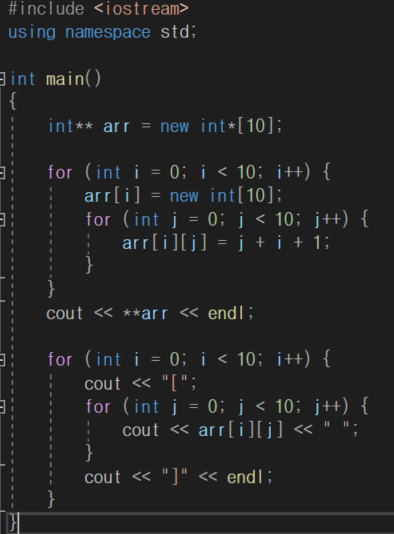 #include <iostream>
using namespace std;
int main()
{
int** arr = new int*[10];
for (int i = 0; i < 10; i++) {
arr[i] = new int[10];
for (int j = 0; j < 10; j++) {
arr[i][j] = j + i + 1;
}
}
cout << **arr << endl;
for (int i = 0; i < 10; i++) {
cout << "[";
for (int j = 0; j < 10; j++) {
cout << arr[i][j] << " ";
}
cout << "]" << endl;
}
}